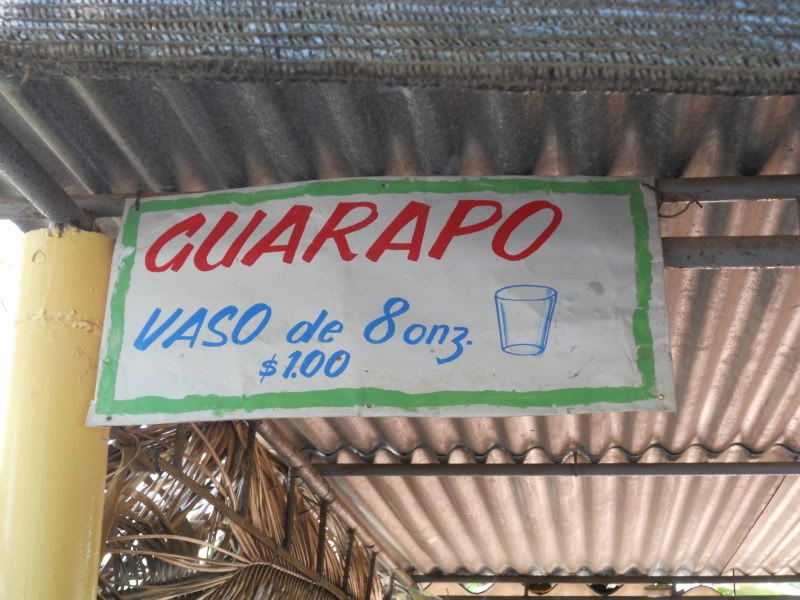 GUARAPO
VASO de 8 onz.
$1.00